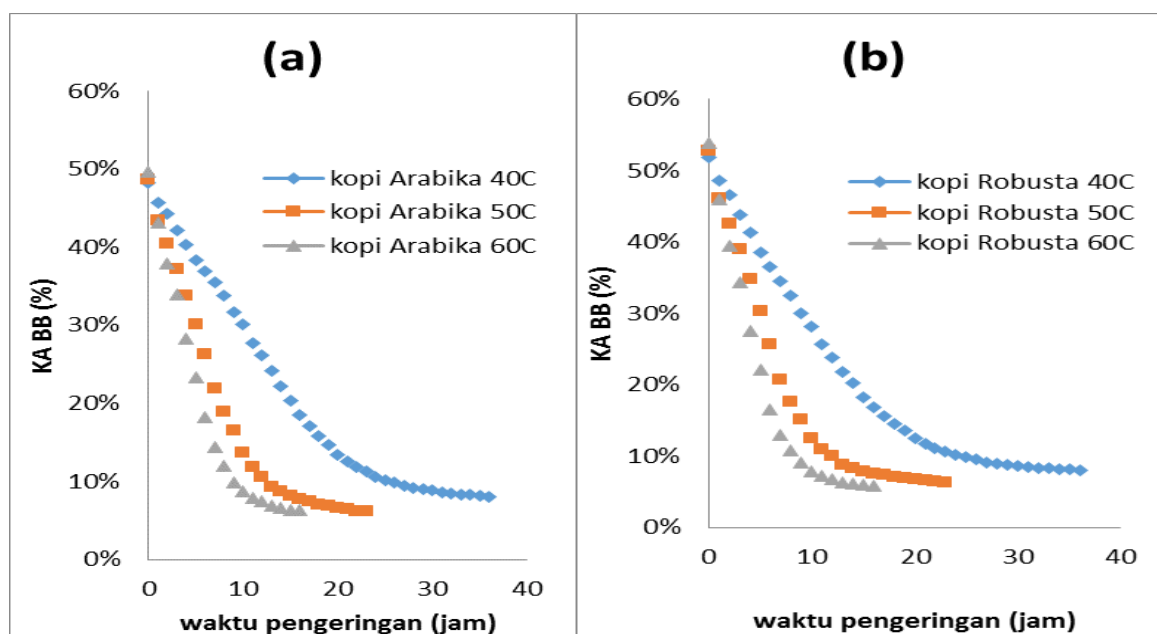 (a)
60%
50%
40%
30%
20%
10%
0%
KA BB (%)
kopi Arabika 40C
kopi Arabika 50C
kopi Arabika 60C
0 10 20 30 40
waktu pengeringan (jam)
(b)
60%
50%
40%
30%
20%
10%
0%
KA BB (%)
kopi Robusta 40C
kopi Robusta 50C
kopi Robusta 60C
0 10 20 30 40
waktu pengeringan (jam)